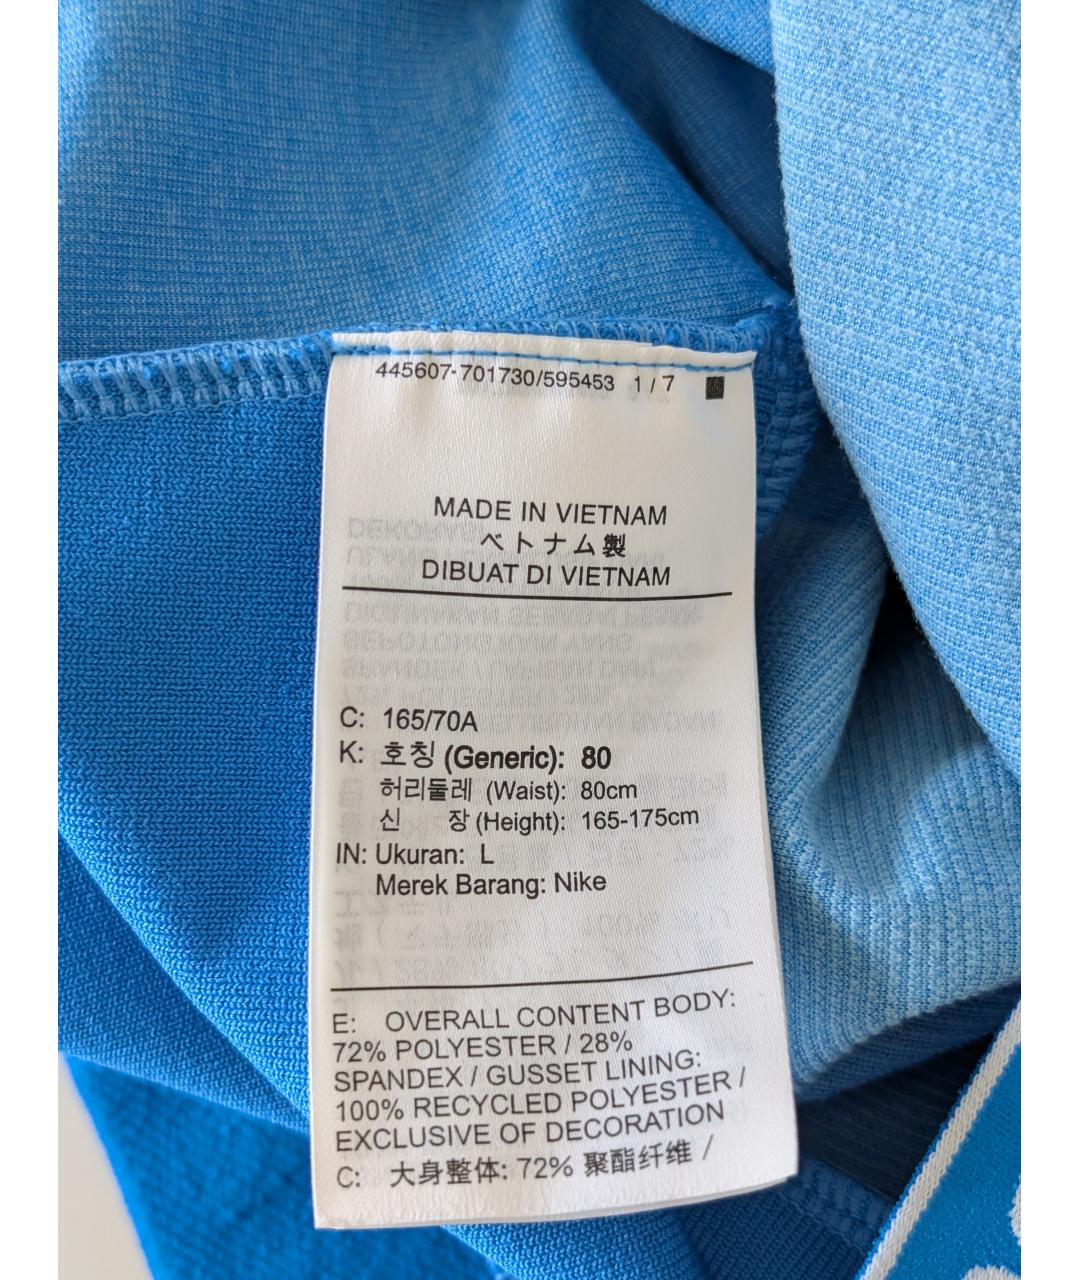 445607-701730/595453 1 / 7
MADE IN VIETNAM
ベトナム製
DIBUAT DI VIETNAM
C: 165/70A
K: 호칭 (Generic): 80
허리둘레 (Waist): 80cm
신 장 (Height): 165-175cm
IN: Ukuran: L
Merek Barang: Nike
E: OVERALL CONTENT BODY:
72% POLYESTER / 28%
SPANDEX / GUSSET LINING:
100% RECYCLED POLYESTER /
EXCLUSIVE OF DECORATION
C: 大身整体: 72% 聚酯纤维 /